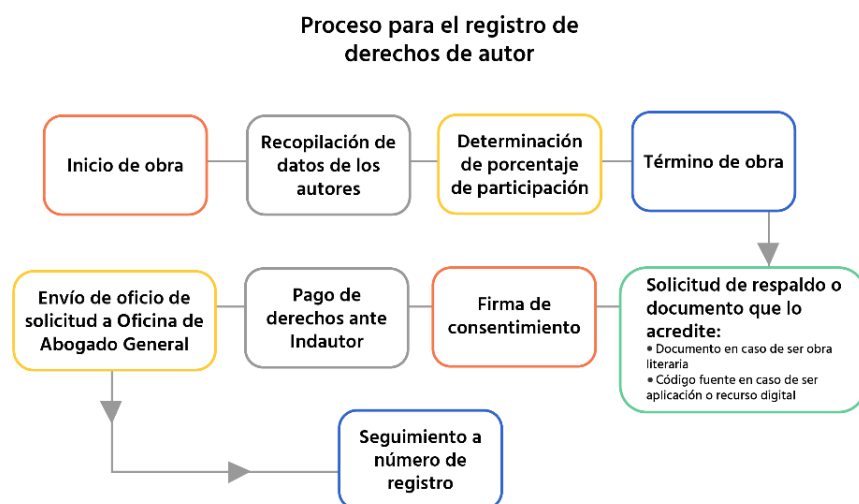 Proceso para el registro de
derechos de autor
Inicio de obra
Recopilación de
datos de los
autores
Determinación
de porcentaje
de participación
Término de obra
Solicitud de respaldo o
documento que lo
acredite:
• Documento en caso de ser obra
literaria
• Código fuente en caso de ser
aplicación o recurso digital
Firma de
consentimiento
Pago de
derechos ante
Indautor
Envío de oficio de
solicitud a Oficina de
Abogado General
Seguimiento a
número de
registro